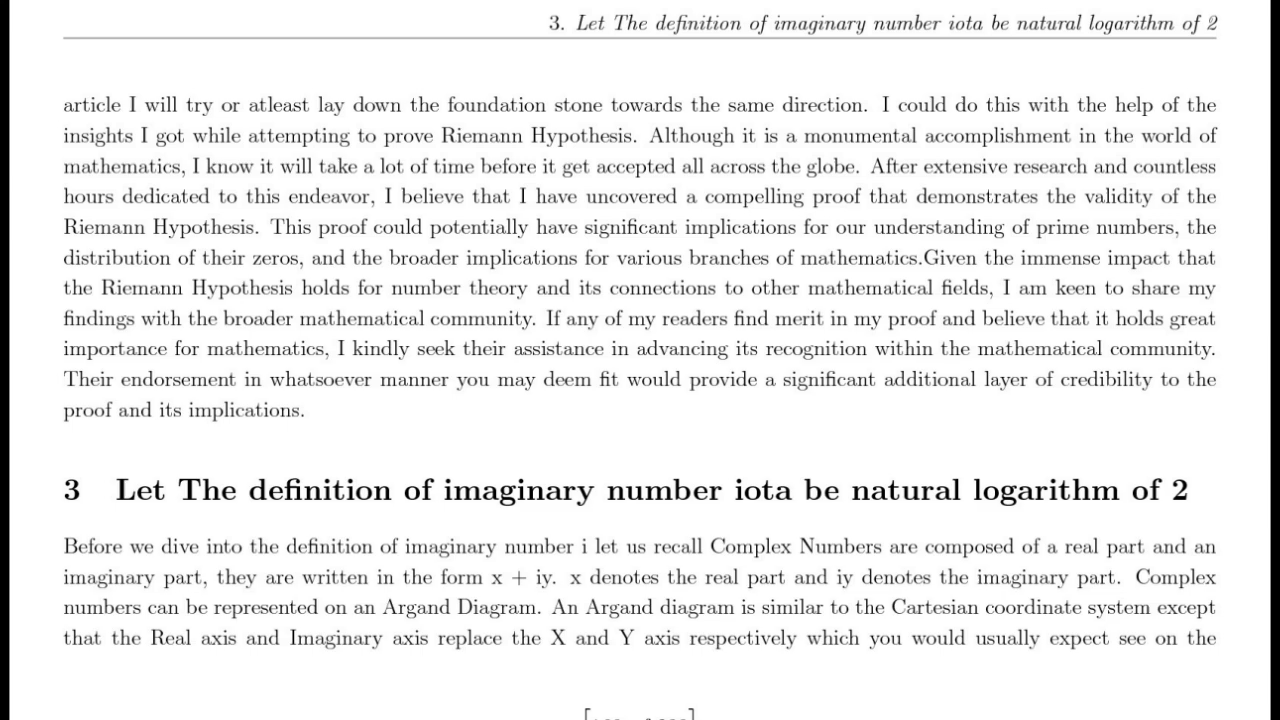 3. Let The definition of imaginary number iota be natural logarithm of 2
article I will try or atleast lay down the foundation stone towards the same direction. I could do this with the help of the
insights I got while attempting to prove Riemann Hypothesis. Although it is a monumental accomplishment in the world of
mathematics, I know it will take a lot of time before it get accepted all across the globe. After extensive research and countless
hours dedicated to this endeavor, I believe that I have uncovered a compelling proof that demonstrates the validity of the
Riemann Hypothesis. This proof could potentially have significant implications for our understanding of prime numbers, the
distribution of their zeros, and the broader implications for various branches of mathematics.Given the immense impact that
the Riemann Hypothesis holds for number theory and its connections to other mathematical fields, I am keen to share my
findings with the broader mathematical community. If any of my readers find merit in my proof and believe that it holds great
importance for mathematics, I kindly seek their assistance in advancing its recognition within the mathematical community.
Their endorsement in whatsoever manner you may deem fit would provide a significant additional layer of credibility to the
proof and its implications.
3 Let The definition of imaginary number iota be natural logarithm of 2
Before we dive into the definition of imaginary number i let us recall Complex Numbers are composed of a real part and an
imaginary part, they are written in the form x + iy. x denotes the real part and iy denotes the imaginary part. Complex
numbers can be represented on an Argand Diagram. An Argand diagram is similar to the Cartesian coordinate system except
that the Real axis and Imaginary axis replace the X and Y axis respectively which you would usually expect see on the